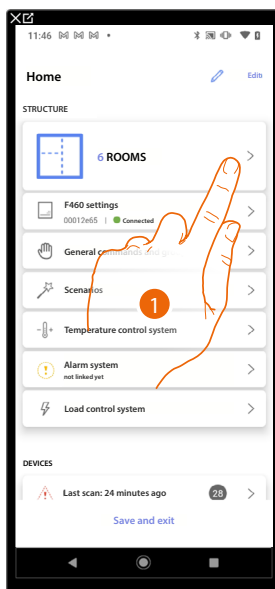 11:46
Home
Edit
STRUCTURE
6 ROOMS
F460 settings
00012e65 | Connected
General commands and
Scenarios
1
Temperature control system
Alarm system
not linked yet
Load control system
DEVICES
Last scan: 24 minutes ago
28
Save and exit